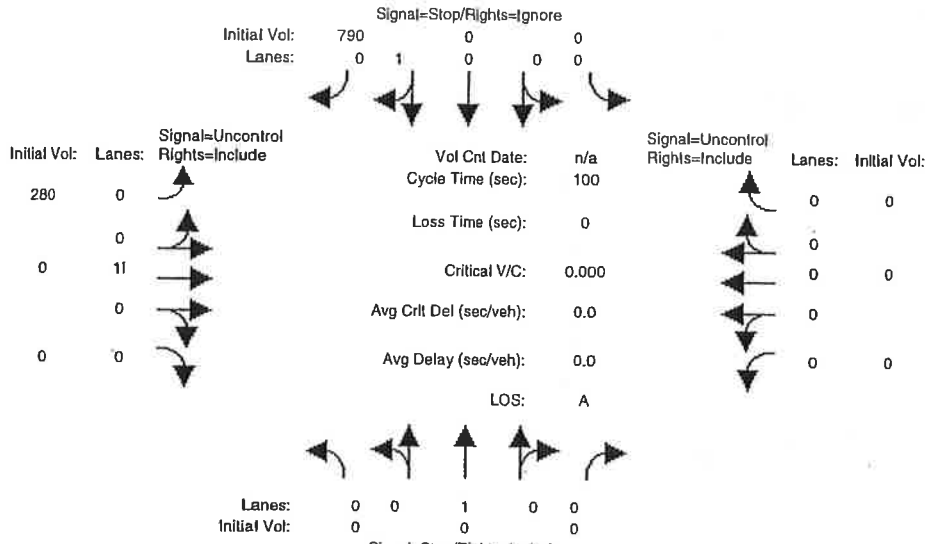 Signal=Stop/Rights=Ignore
Initial Vol: 790 0 0
Lanes: 0 1 0 0 0
Signal=Uncontrol
Initial Vol: Lanes: Rights=Include
Signal=Uncontrol
Rights=Include Lanes: Initial Vol:
Vol Cnt Date: n/a
Cycle Time (sec): 100
280 0
0 0
Loss Time (sec): 0
0
0
0 1!
Critical V/C: 0.000
0 0
0
Avg Crit Del (sec/veh): 0.0
0
0 0
Avg Delay (sec/veh): 0.0
0 0
LOS: A
Lanes: 0 0 1 0 0
Initial Vol: 0 0 0